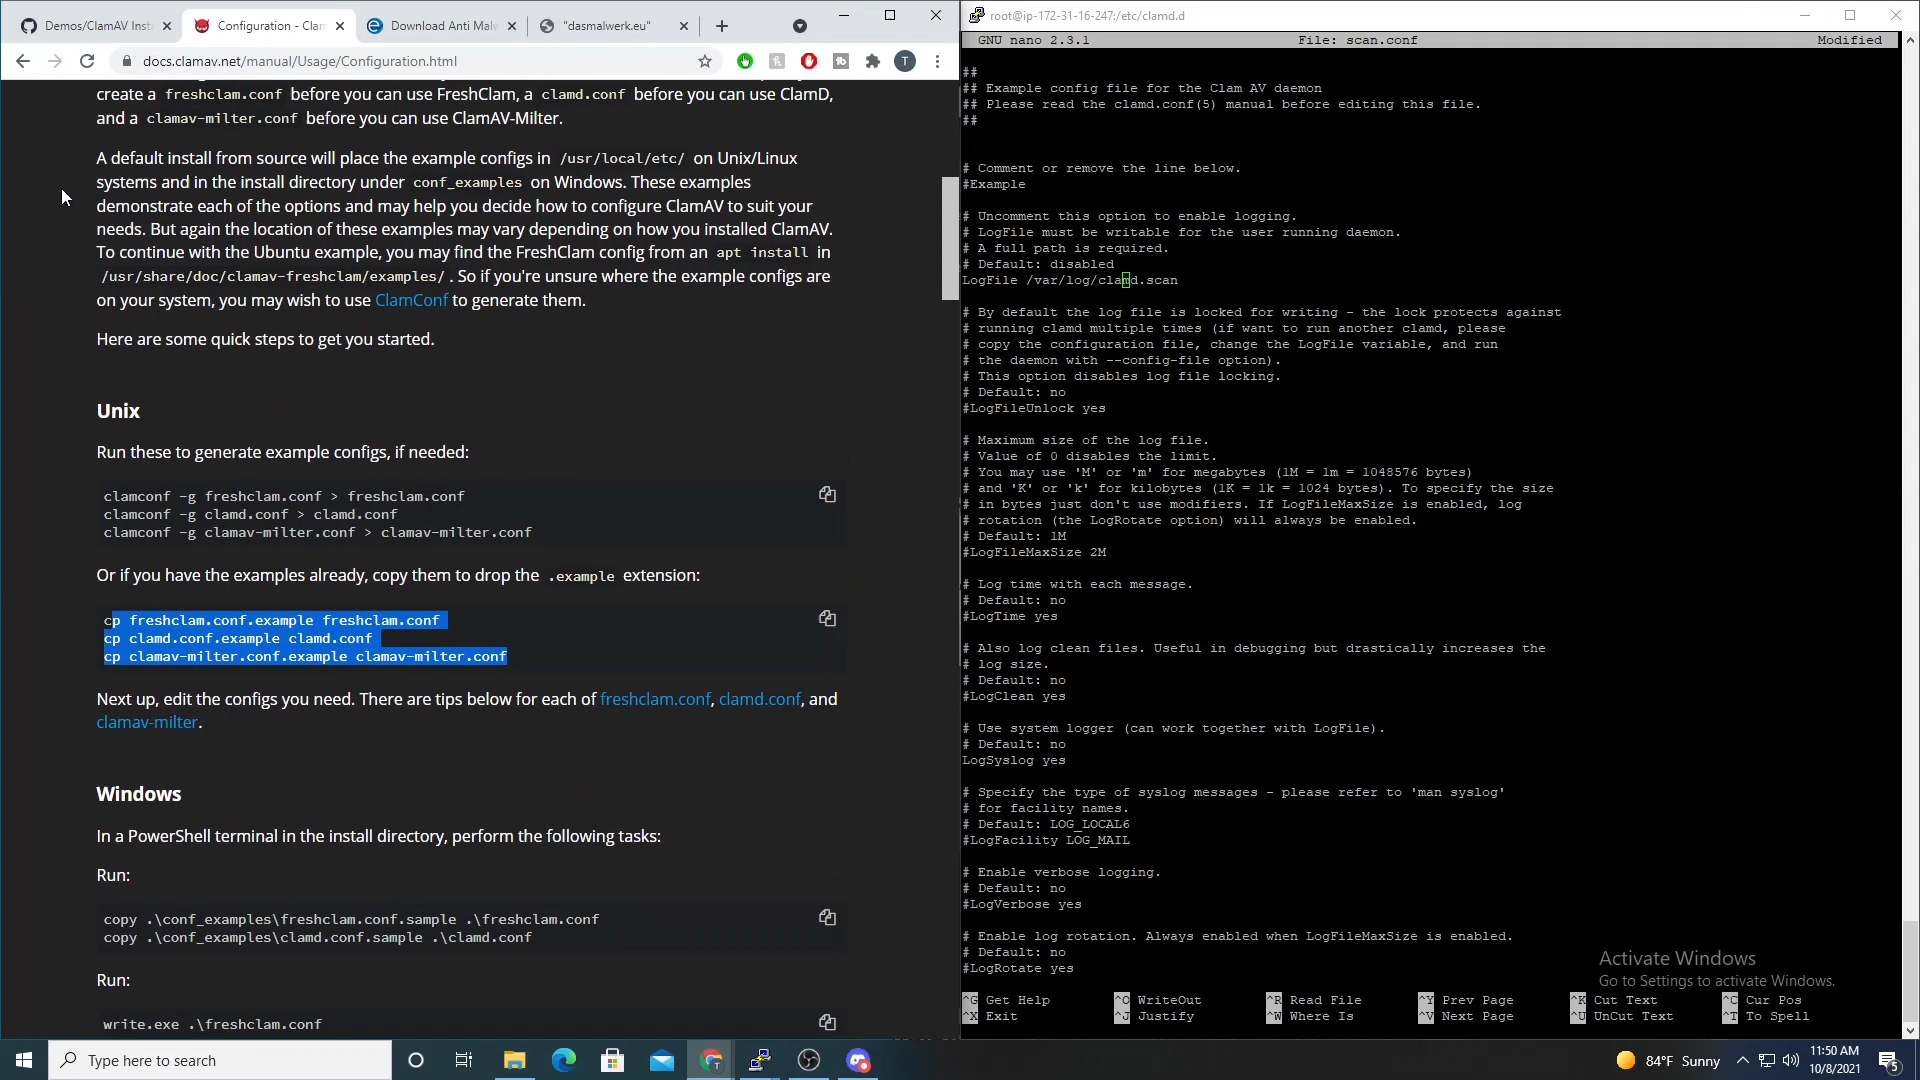 Demos/ClamAV Insta
Configuration - Clam
Download Anti Malw
"dasmalwerk.eu"
docs.clamav.net/manual/Usage/Configuration.html
T
create a freshclam.conf before you can use FreshClam, a clamd.conf before you can use ClamD,
and a clamav-milter.conf before you can use ClamAV-Milter.
A default install from source will place the example configs in /usr/local/etc/ on Unix/Linux
systems and in the install directory under conf_examples on Windows. These examples
demonstrate each of the options and may help you decide how to configure ClamAV to suit your
needs. But again the location of these examples may vary depending on how you installed ClamAV.
To continue with the Ubuntu example, you may find the FreshClam config from an apt install in
/usr/share/doc/clamav-freshclam/examples/. So if you're unsure where the example configs are
on your system, you may wish to use ClamConf to generate them.
Here are some quick steps to get you started.
Unix
Run these to generate example configs, if needed:
clamconf -g freshclam.conf > freshclam.conf
clamconf -g clamd.conf > clamd.conf
clamconf -g clamav-milter.conf > clamav-milter.conf
Or if you have the examples already, copy them to drop the .example extension:
cp freshclam.conf.example freshclam.conf
cp clamd.conf.example clamd.conf
cp clamav-milter.conf.example clamav-milter.conf
Next up, edit the configs you need. There are tips below for each of freshclam.conf, clamd.conf, and
clamav-milter.
Windows
In a PowerShell terminal in the install directory, perform the following tasks:
Run:
copy .\conf_examples\freshclam.conf.sample .\freshclam.conf
copy .\conf_examples\clamd.conf.sample .\clamd.conf
Run:
write.exe .\freshclam.conf
root@ip-172-31-16-247:/etc/clamd.d
GNU nano 2.3.1 File: scan.conf Modified
##
## Example config file for the Clam AV daemon
## Please read the clamd.conf(5) manual before editing this file.
##
# Comment or remove the line below.
#Example
# Uncomment this option to enable logging.
# LogFile must be writable for the user running daemon.
# A full path is required.
# Default: disabled
LogFile /var/log/clamd.scan
# By default the log file is locked for writing - the lock protects against
# running clamd multiple times (if want to run another clamd, please
# copy the configuration file, change the LogFile variable, and run
# the daemon with --config-file option).
# This option disables log file locking.
# Default: no
#LogFileUnlock yes
# Maximum size of the log file.
# Value of 0 disables the limit.
# You may use 'M' or 'm' for megabytes (1M = 1m = 1048576 bytes)
# and 'K' or 'k' for kilobytes (1K = 1k = 1024 bytes). To specify the size
# in bytes just don't use modifiers. If LogFileMaxSize is enabled, log
# rotation (the LogRotate option) will always be enabled.
# Default: 1M
#LogFileMaxSize 2M
# Log time with each message.
# Default: no
#LogTime yes
# Also log clean files. Useful in debugging but drastically increases the
# log size.
# Default: no
#LogClean yes
# Use system logger (can work together with LogFile).
# Default: no
LogSyslog yes
# Specify the type of syslog messages - please refer to 'man syslog'
# for facility names.
# Default: LOG_LOCAL6
#LogFacility LOG_MAIL
# Enable verbose logging.
# Default: no
#LogVerbose yes
# Enable log rotation. Always enabled when LogFileMaxSize is enabled.
# Default: no
#LogRotate yes
Activate Windows
Go to Settings to activate Windows.
^G Get Help ^O WriteOut ^R Read File ^Y Prev Page ^K Cut Text ^C Cur Pos
^X Exit ^J Justify ^W Where Is ^V Next Page ^U UnCut Text ^T To Spell
Type here to search
84°F Sunny
11:50 AM
10/8/2021
5